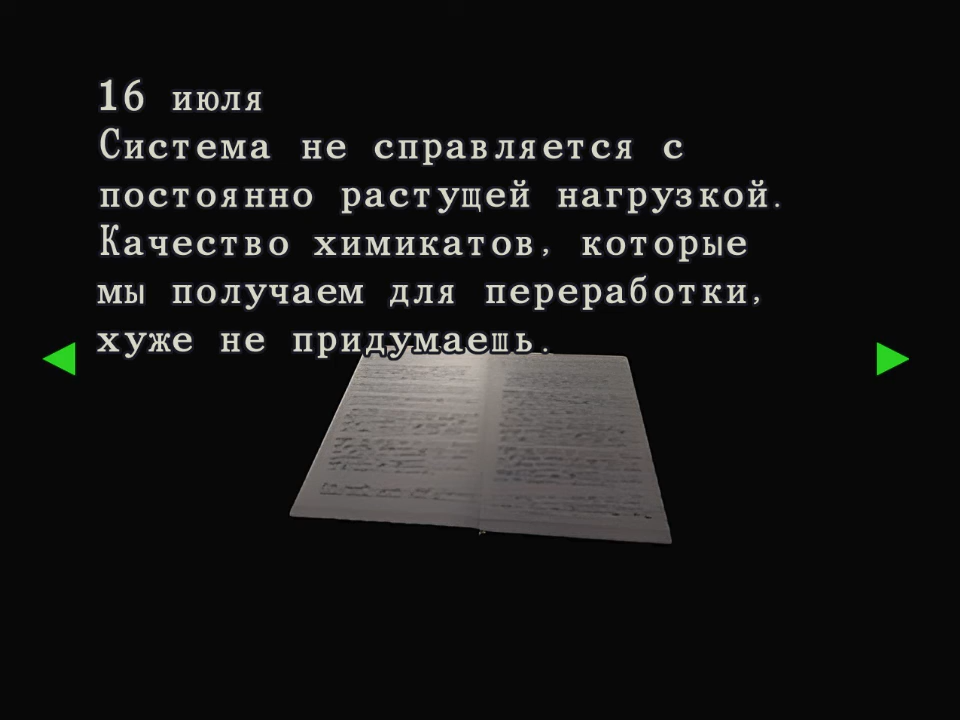 16 июля
Система не справляется с
постоянно растущей нагрузкой.
Качество химикатов, которые
мы получаем для переработки,
хуже не придумаешь.